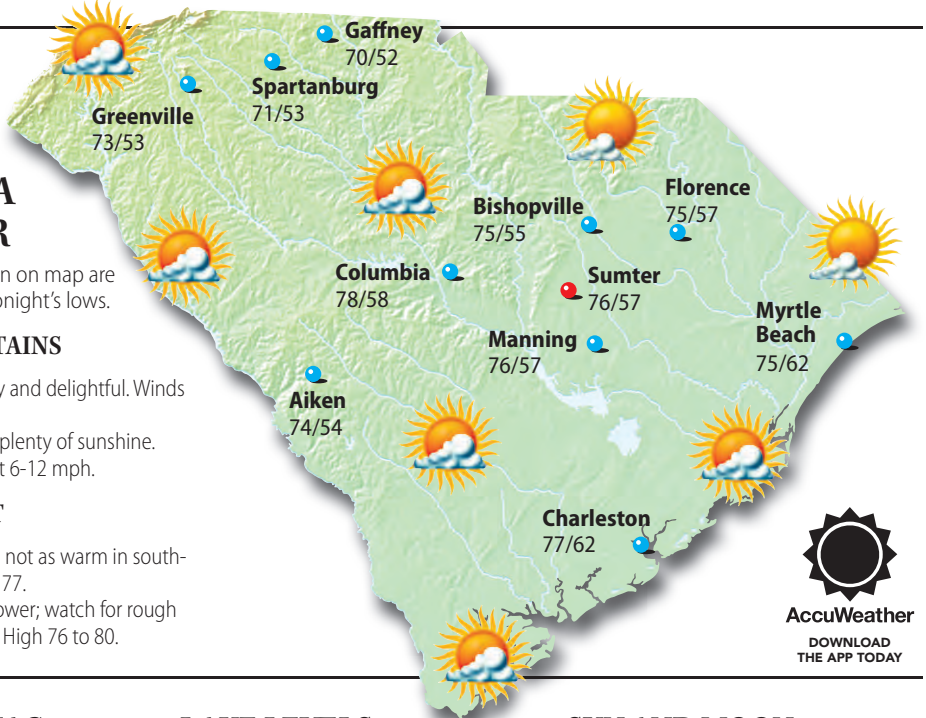 Gaffney
70/52
Spartanburg
71/53
Greenville
73/53
A
R
n on map are
onight's lows.
TAINS
y and delightful. Winds
plenty of sunshine.
t 6-12 mph.
not as warm in south-
77.
ower; watch for rough
High 76 to 80.
Florence
75/57
Bishopville
75/55
Columbia
78/58
Sumter
76/57
Myrtle
Beach
75/62
Manning
76/57
Aiken
74/54
Charleston
77/62
AccuWeather
DOWNLOAD
THE APP TODAY